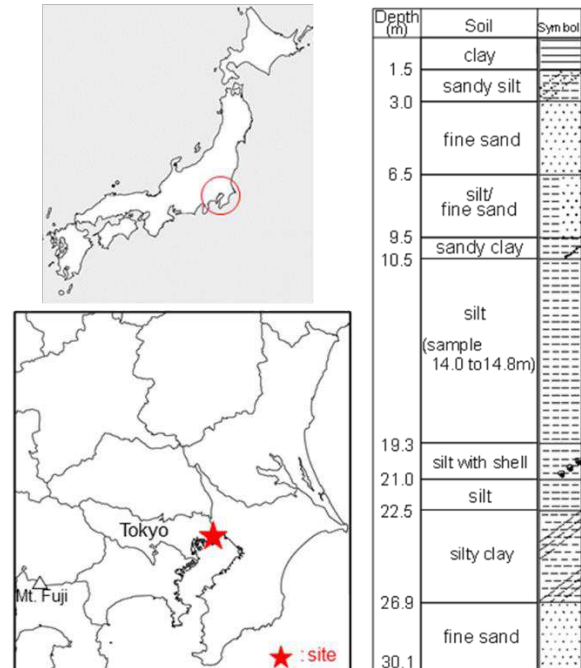 Tokyo
Mt. Fuji
: site
Depth (m) Soil Symbol
clay
1.5
sandy silt
3.0
fine sand
6.5
silt/
fine sand
9.5
sandy clay
10.5
silt
(sample
14.0 to14.8m)
19.3
silt with shell
21.0
silt
22.5
silty clay
26.9
fine sand
30.1